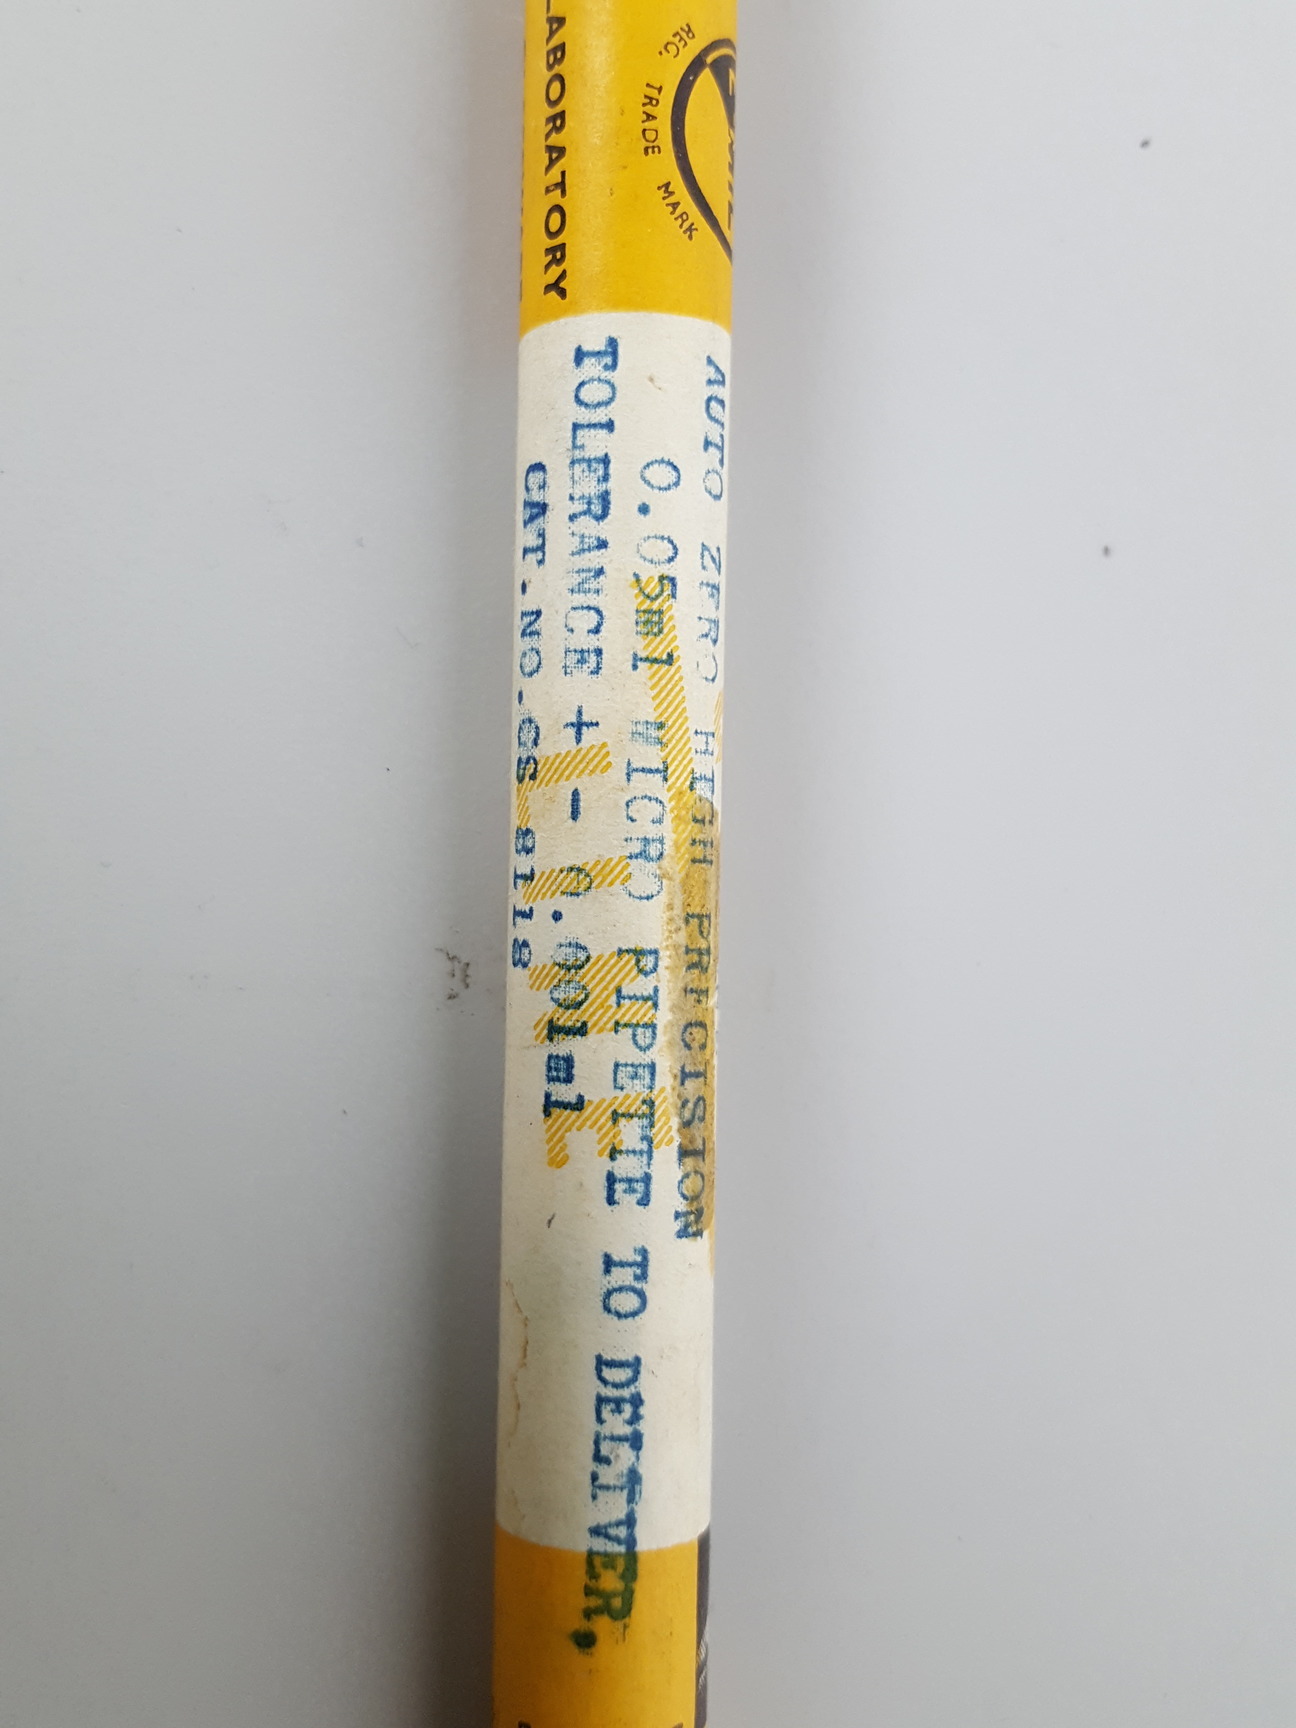 REG. TRADE MARK
LABORATORY
AUTO ZERO HIGH PRECISION
0.05ml MICRO PIPETTE TO DELIVER.
TOLERANCE + - 0.001ml
CAT.NO.GS 8118